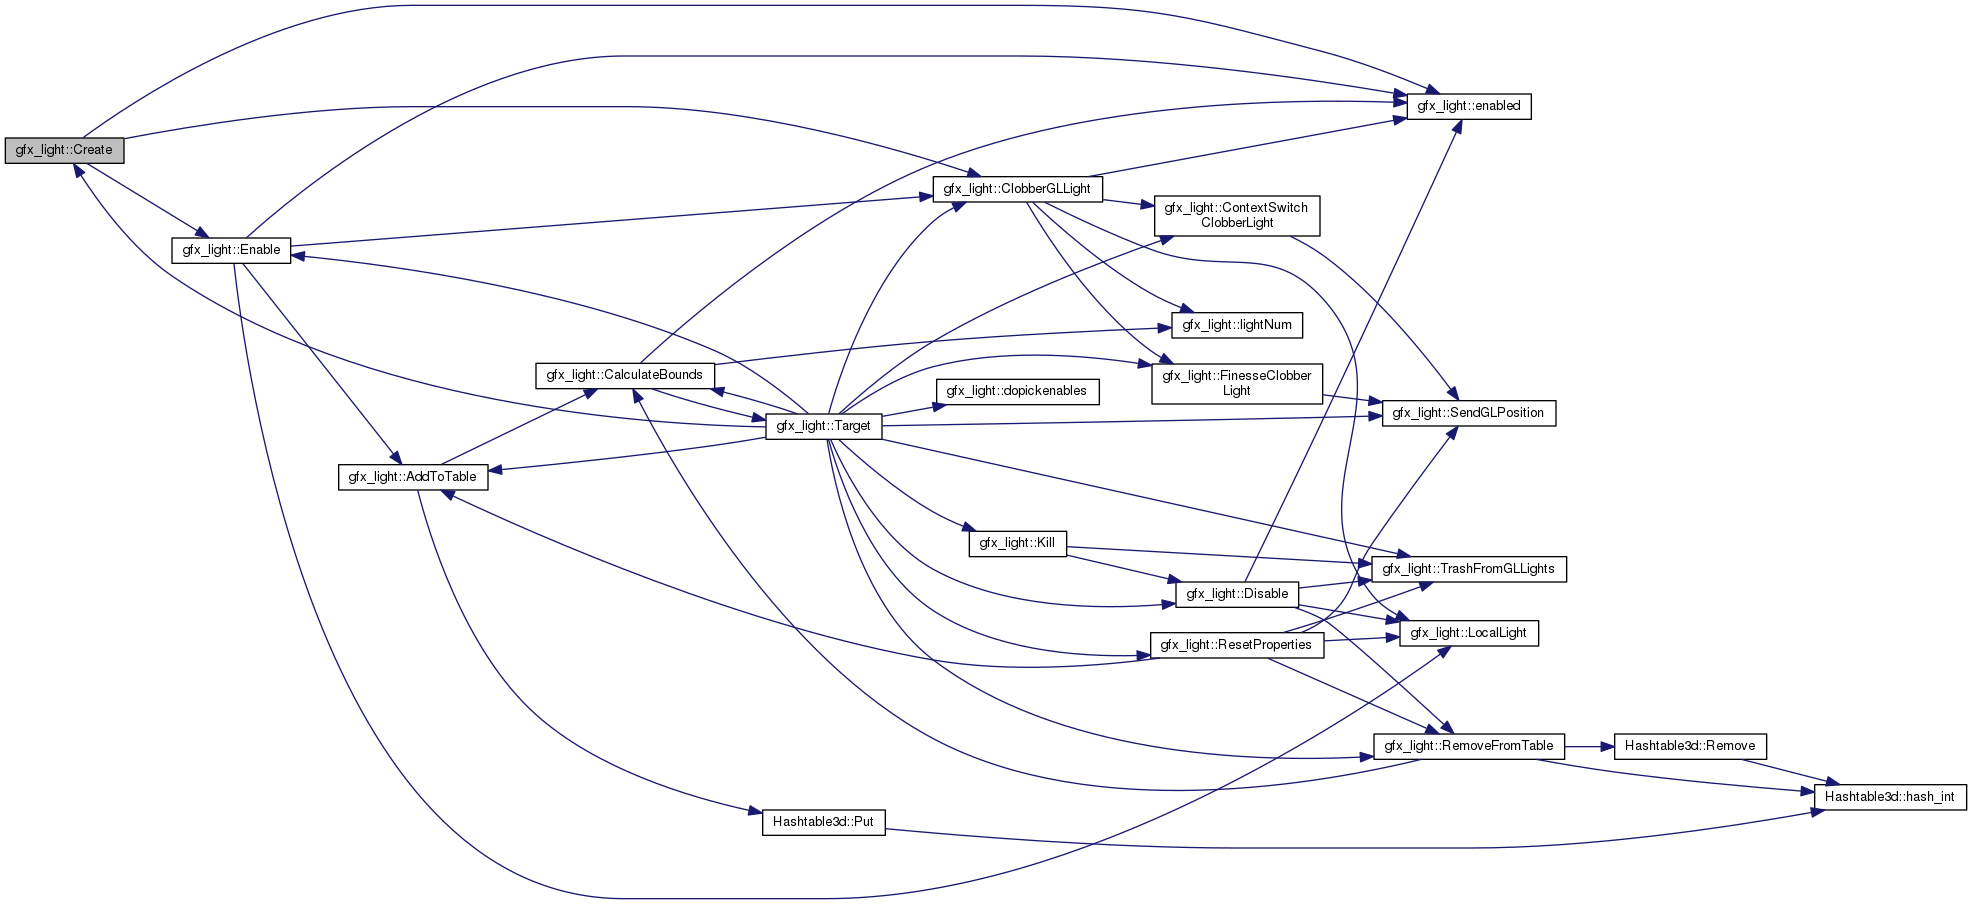 gfx_light::Create
gfx_light::Enable
gfx_light::AddToTable
gfx_light::CalculateBounds
gfx_light::Target
Hashtable3d::Put
gfx_light::ClobberGLLight
gfx_light::dopickenables
gfx_light::Kill
gfx_light::ContextSwitch
ClobberLight
gfx_light::lightNum
gfx_light::FinesseClobber
Light
gfx_light::Disable
gfx_light::ResetProperties
gfx_light::enabled
gfx_light::SendGLPosition
gfx_light::TrashFromGLLights
gfx_light::LocalLight
gfx_light::RemoveFromTable
Hashtable3d::Remove
Hashtable3d::hash_int